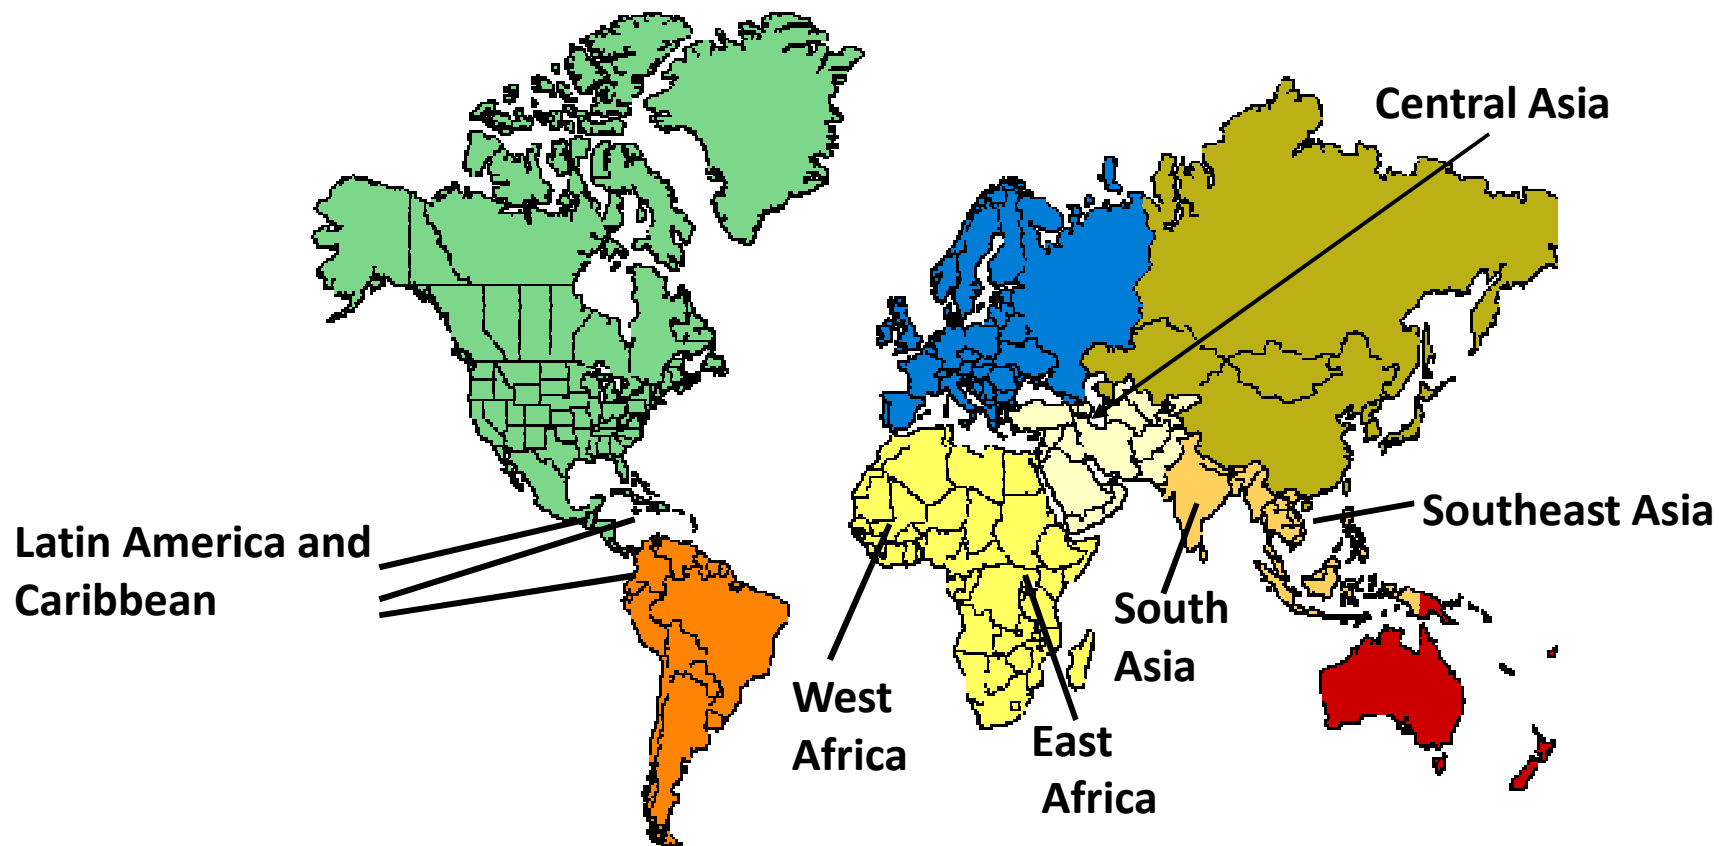 Central Asia
Latin America and
Caribbean
Southeast Asia
South
Asia
West
Africa
East
Africa